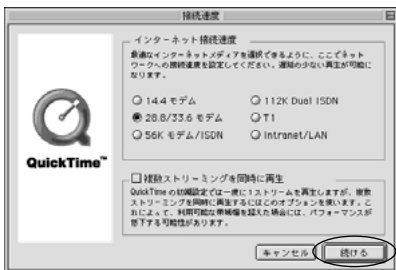 接続速度
インターネット接続速度
最適なインターネットメディアを選択できるように、ここでネット
ワークへの接続速度を設定してください。遅延の少ない再生が可能に
なります。
14.4 モデム
112K Dual ISDN
28.8/33.6 モデム
T1
56K モデム/ISDN
Intranet/LAN
QuickTime™
複数ストリーミングを同時に再生
QuickTime の初期設定では一度に1ストリームを再生しますが、複数
ストリーミングを同時に再生するにはこのオプションを使います。こ
れによって、利用可能な帯域幅を超えた場合には、パフォーマンスが
低下する可能性があります。
キャンセル
続ける